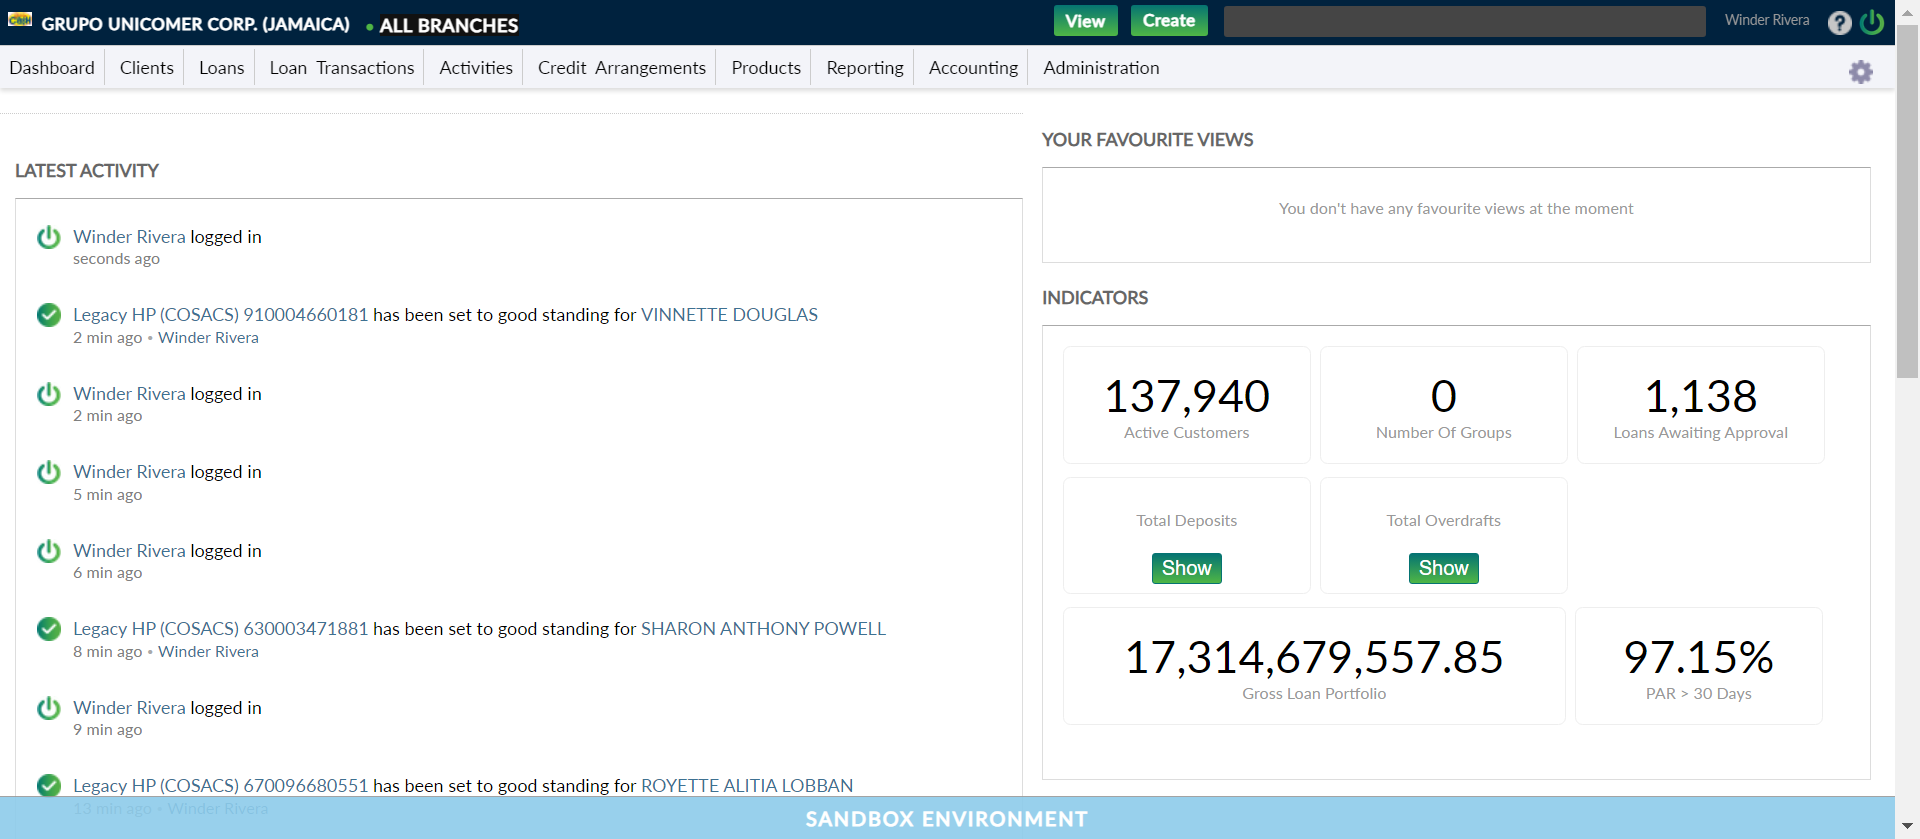 GRUPO UNICOMER CORP. (JAMAICA) • ALL BRANCHES
View
Create
Winder Rivera
?
Dashboard
Clients
Loans
Loan Transactions
Activities
Credit Arrangements
Products
Reporting
Accounting
Administration
LATEST ACTIVITY
Winder Rivera logged in
seconds ago
Legacy HP (COSACS) 910004660181 has been set to good standing for VINNETTE DOUGLAS
2 min ago • Winder Rivera
Winder Rivera logged in
2 min ago
Winder Rivera logged in
5 min ago
Winder Rivera logged in
6 min ago
Legacy HP (COSACS) 630003471881 has been set to good standing for SHARON ANTHONY POWELL
8 min ago • Winder Rivera
Winder Rivera logged in
9 min ago
Legacy HP (COSACS) 670096680551 has been set to good standing for ROYETTE ALITIA LOBBAN
13 min ago • Winder Rivera
YOUR FAVOURITE VIEWS
You don't have any favourite views at the moment
INDICATORS
137,940
Active Customers
0
Number Of Groups
1,138
Loans Awaiting Approval
Total Deposits
Show
Total Overdrafts
Show
17,314,679,557.85
Gross Loan Portfolio
97.15%
PAR > 30 Days
SANDBOX ENVIRONMENT